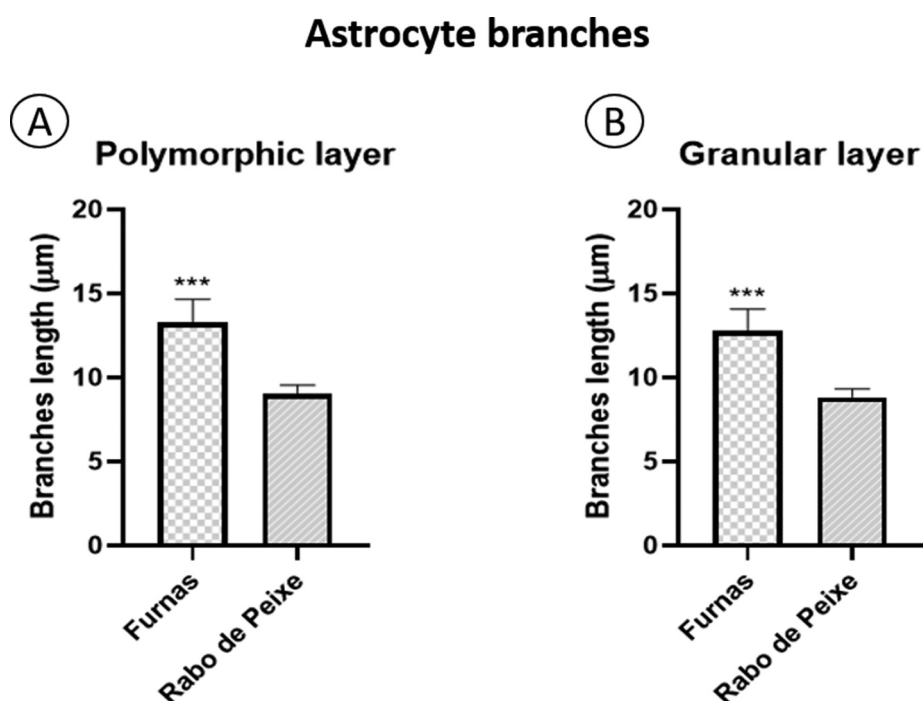 Astrocyte branches
A
Polymorphic layer
Branches length (μm)
20
15
10
5
0
***
Furnas
Rabo de Peixe
B
Granular layer
Branches length (μm)
20
15
10
5
0
***
Furnas
Rabo de Peixe